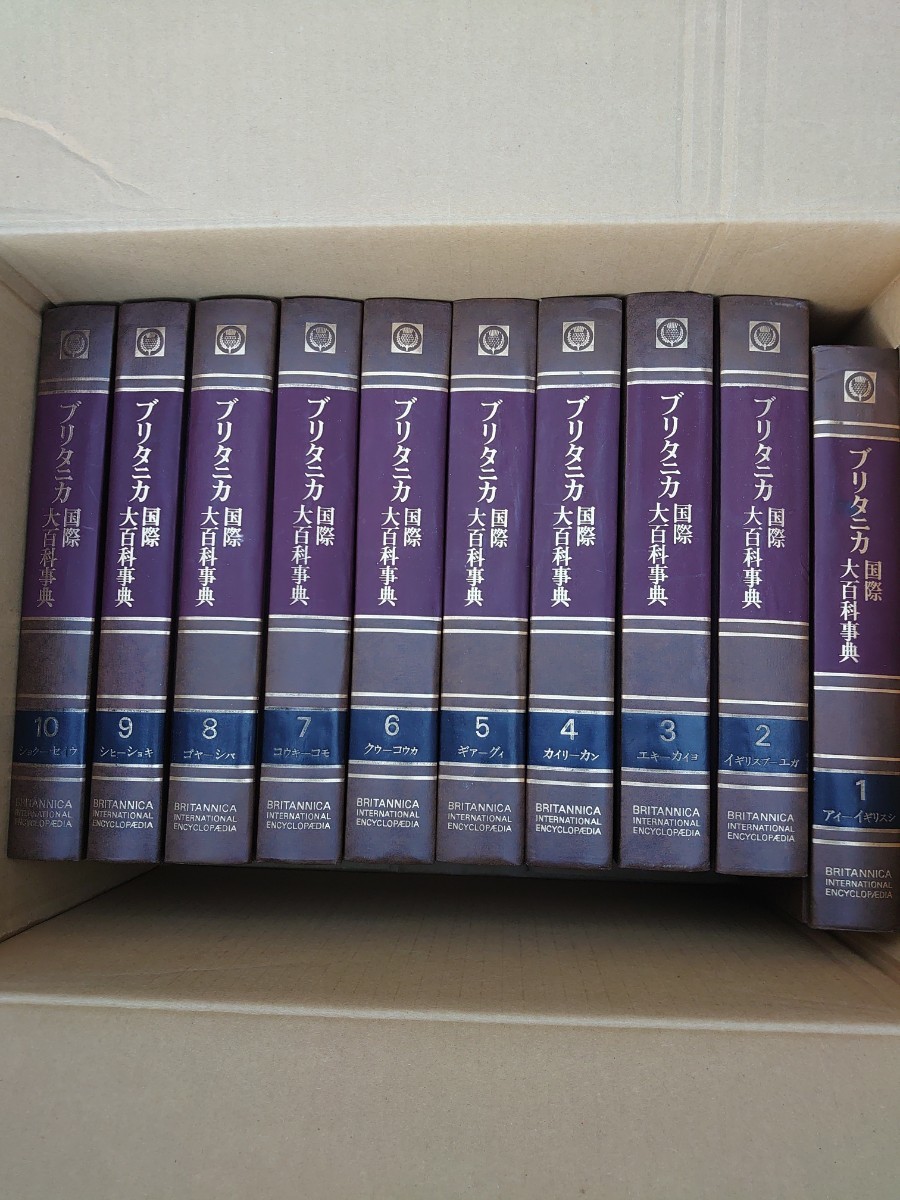 ブリタニカ
国際
大百科事典
10
ショクーセイウ
BRITANNICA
INTERNATIONAL
ENCYCLOPÆDIA
ブリタニカ
国際
大百科事典
9
シヒーショキ
BRITANNICA
INTERNATIONAL
ENCYCLOPÆDIA
ブリタニカ
国際
大百科事典
8
ゴヤーシバ
BRITANNICA
INTERNATIONAL
ENCYCLOPÆDIA
ブリタニカ
国際
大百科事典
7
コウキーコモ
BRITANNICA
INTERNATIONAL
ENCYCLOPÆDIA
ブリタニカ
国際
大百科事典
6
クウーコウカ
BRITANNICA
INTERNATIONAL
ENCYCLOPÆDIA
ブリタニカ
国際
大百科事典
5
ギアーグィ
BRITANNICA
INTERNATIONAL
ENCYCLOPÆDIA
ブリタニカ
国際
大百科事典
4
カイリーカン
BRITANNICA
INTERNATIONAL
ENCYCLOPÆDIA
ブリタニカ
国際
大百科事典
3
エキーカイヨ
BRITANNICA
INTERNATIONAL
ENCYCLOPÆDIA
ブリタニカ
国際
大百科事典
2
イギリスプーエガ
BRITANNICA
INTERNATIONAL
ENCYCLOPÆDIA
ブリタニカ
国際
大百科事典
1
アィーイギリスシ
BRITANNICA
INTERNATIONAL
ENCYCLOPÆDIA